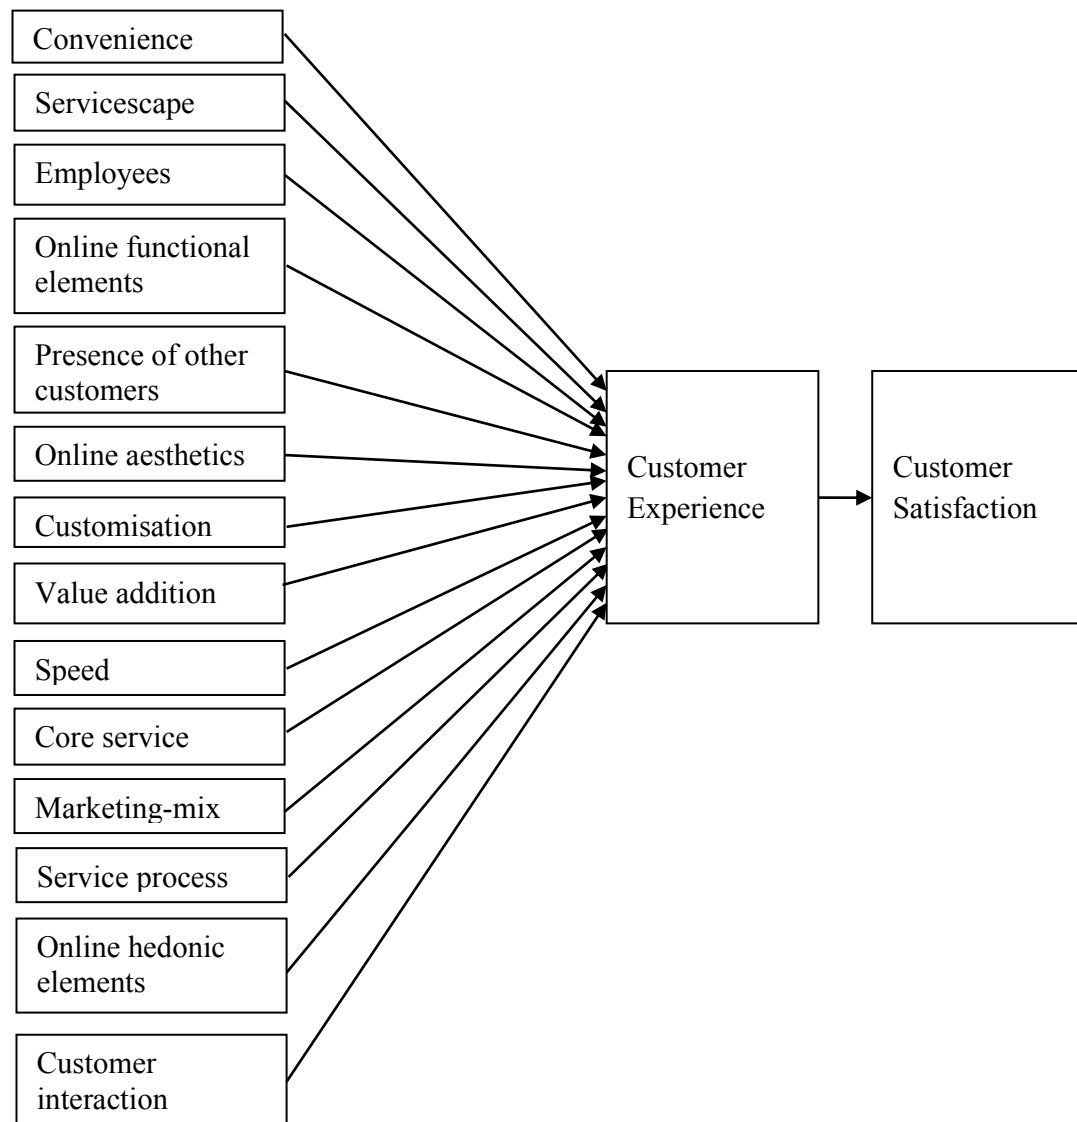 Convenience
Servicescape
Employees
Online functional
elements
Presence of other
customers
Online aesthetics
Customisation
Value addition
Speed
Core service
Marketing-mix
Service process
Online hedonic
elements
Customer
interaction
Customer
Experience
Customer
Satisfaction